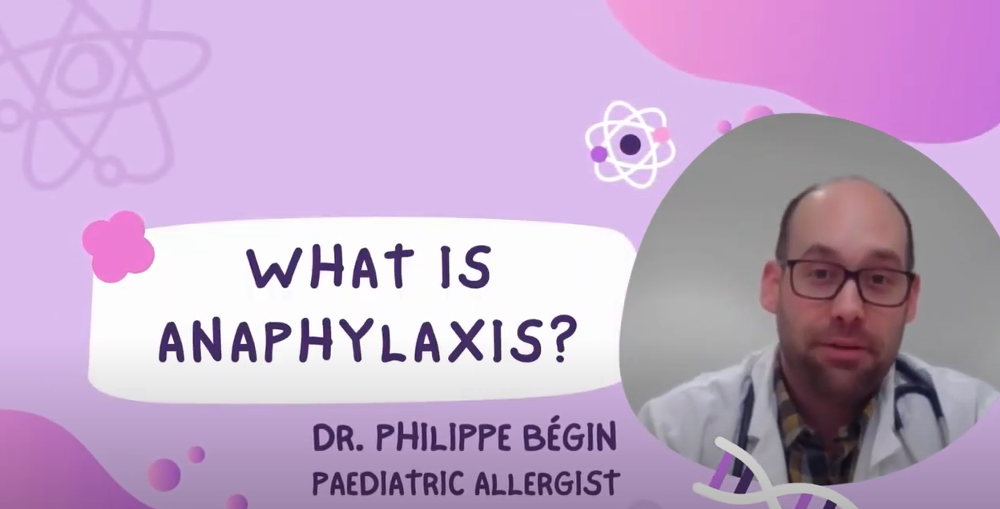 WHAT IS
ANAPHYLAXIS?
DR. PHILIPPE BÉGIN
PAEDIATRIC ALLERGIST